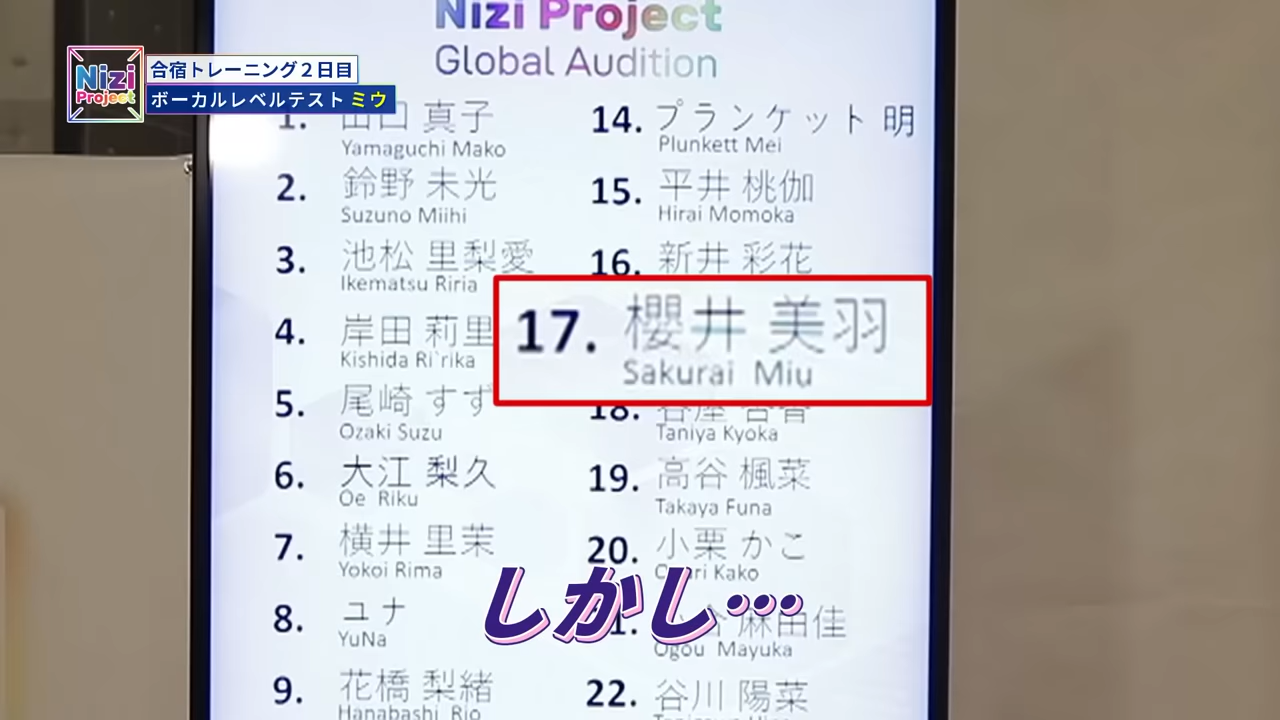 Nizi Project
Global Audition
Nizi
Project
合宿トレーニング2日目
ボーカルレベルテスト ミウ
1. 山口 真子
Yamaguchi Mako
2. 鈴野 未光
Suzuno Miihi
3. 池松 里梨愛
Ikematsu Riria
4. 岸田 莉里
Kishida Ri`rika
5. 尾崎 すず
Ozaki Suzu
6. 大江 梨久
Oe Riku
7. 横井 里茉
Yokoi Rima
8. ユナ
YuNa
9. 花橋 梨緒
Hanabashi Rio
14. プランケット 明
Plunkett Mei
15. 平井 桃伽
Hirai Momoka
16. 新井 彩花
17. 櫻井 美羽
Sakurai Miu
18.
Taniya Kyoka
19. 高谷 楓菜
Takaya Funa
20. 小栗 かこ
Kako
麻由佳
Ogou Mayuka
22. 谷川 陽菜
しかし…